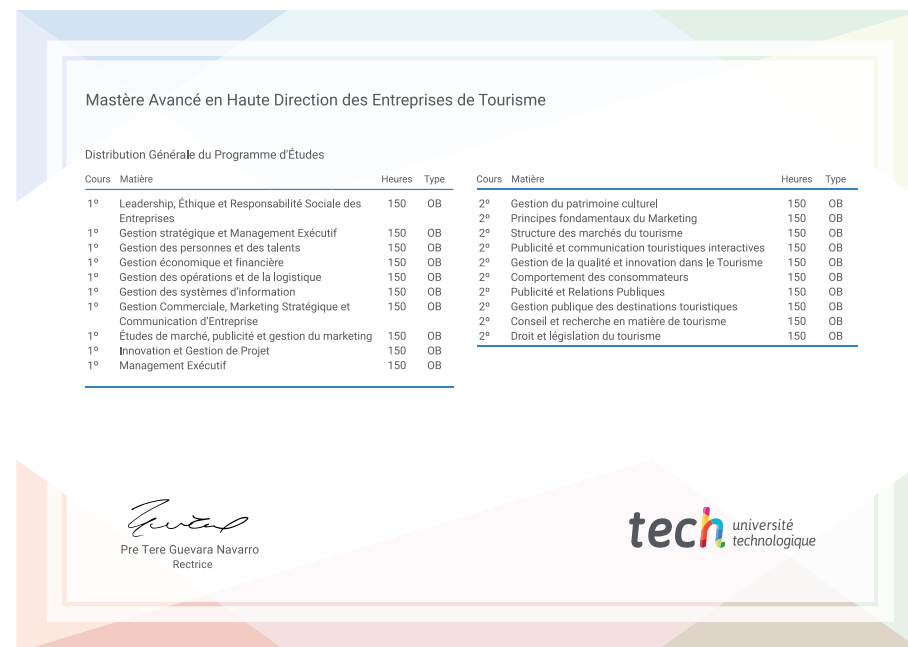 Mastère Avancé en Haute Direction des Entreprises de Tourisme
Distribution Générale du Programme d'Études
Cours Matière Heures Type
1º Leadership, Éthique et Responsabilité Sociale des 150 OB
Entreprises
1º Gestion stratégique et Management Exécutif 150 OB
1º Gestion des personnes et des talents 150 OB
1º Gestion économique et financière 150 OB
1º Gestion des opérations et de la logistique 150 OB
1º Gestion des systèmes d'information 150 OB
1º Gestion Commerciale, Marketing Stratégique et 150 OB
Communication d'Entreprise
1º Études de marché, publicité et gestion du marketing 150 OB
1º Innovation et Gestion de Projet 150 OB
1º Management Exécutif 150 OB
Cours Matière Heures Type
2º Gestion du patrimoine culturel 150 OB
2º Principes fondamentaux du Marketing 150 OB
2º Structure des marchés du tourisme 150 OB
2º Publicité et communication touristiques interactives 150 OB
2º Gestion de la qualité et innovation dans le Tourisme 150 OB
2º Comportement des consommateurs 150 OB
2º Publicité et Relations Publiques 150 OB
2º Gestion publique des destinations touristiques 150 OB
2º Conseil et recherche en matière de tourisme 150 OB
2º Droit et législation du tourisme 150 OB
Pre Tere Guevara Navarro
Rectrice
tech université
technologique